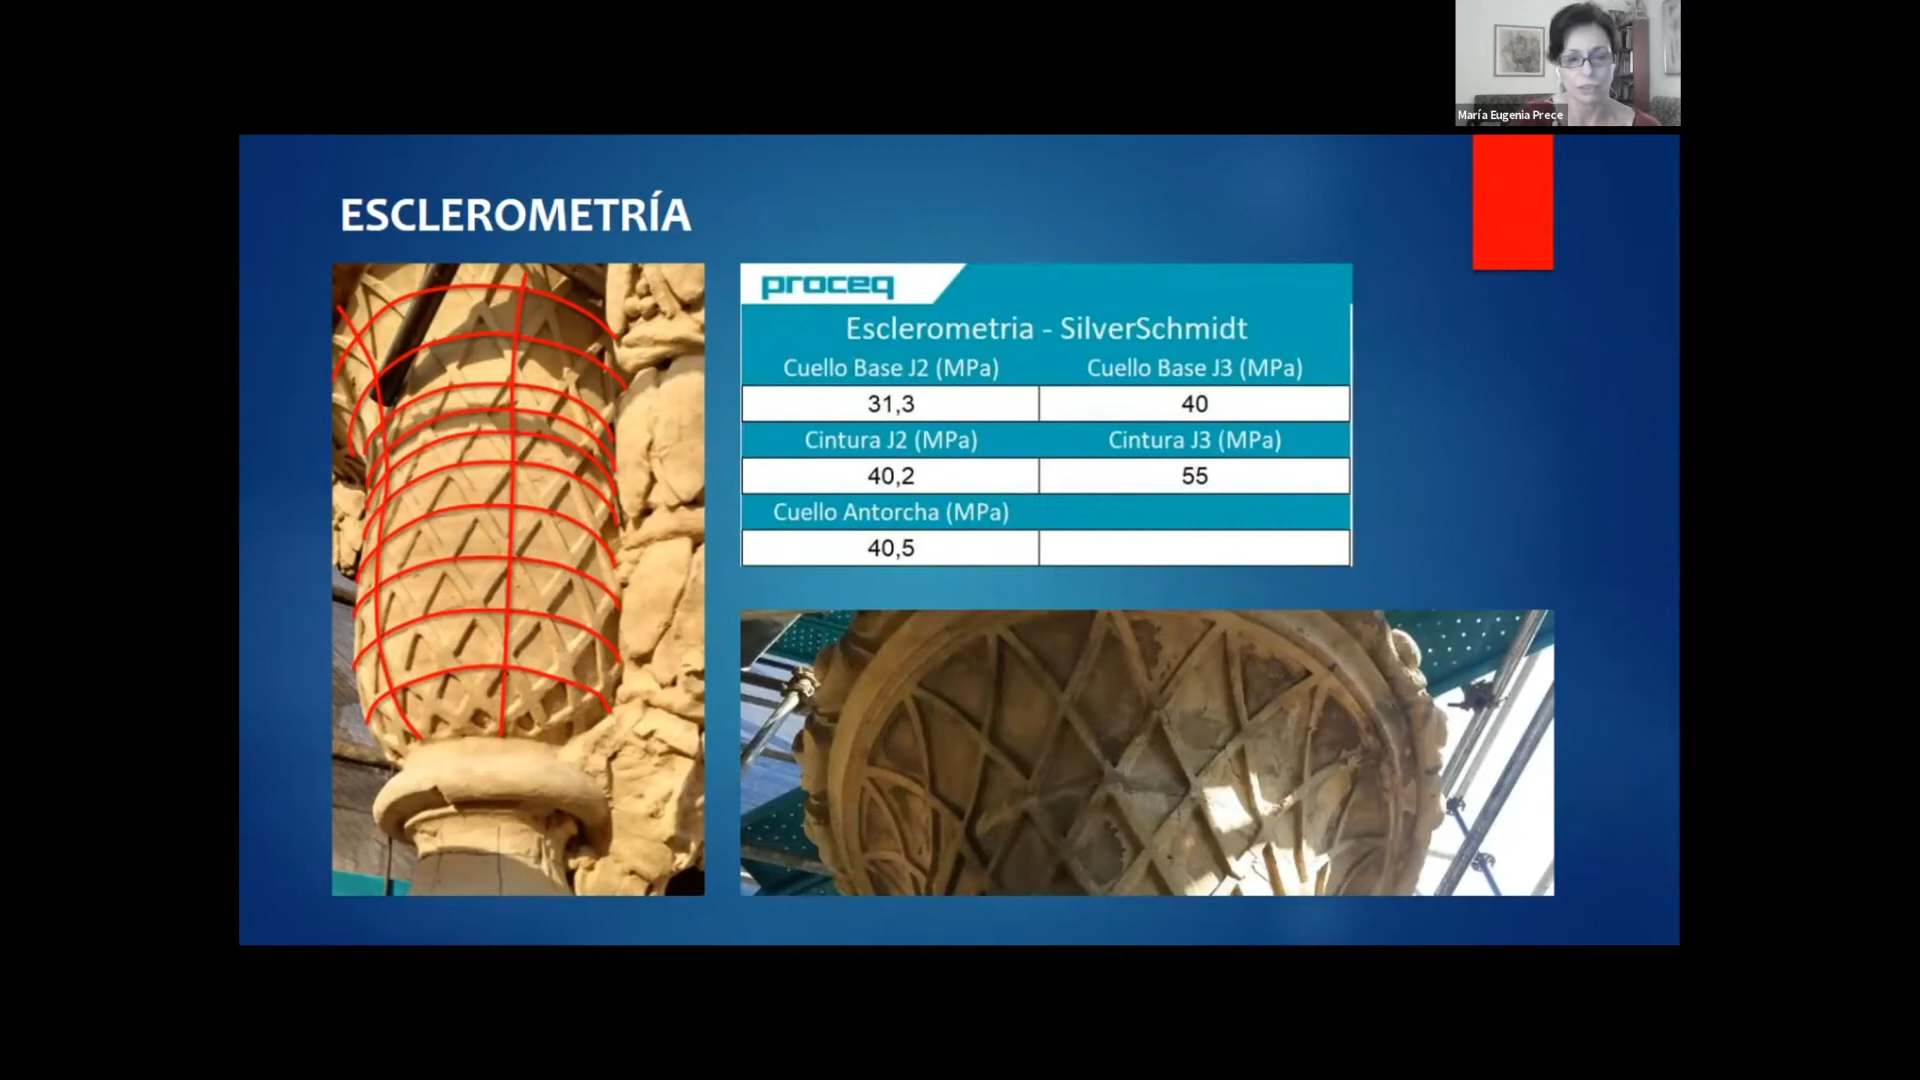 María Eugenia Prece
ESCLEROMETRÍA
proceq
Esclerometria - SilverSchmidt
Cuello Base J2 (MPa) Cuello Base J3 (MPa)
31,3 40
Cintura J2 (MPa) Cintura J3 (MPa)
40,2 55
Cuello Antorcha (MPa)
40,5